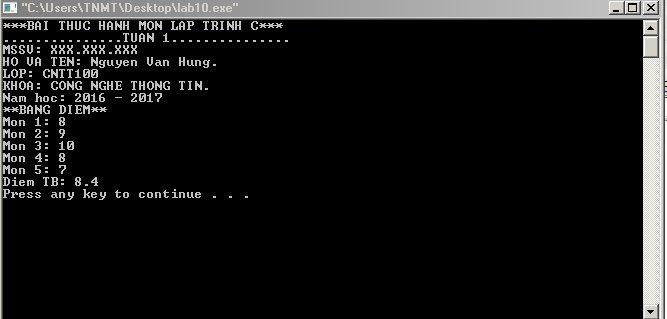 "C:\Users\TNMT\Desktop\lab10.exe"
***BAI THUC HANH MON LAP TRINH C***
...............TUAN 1...............
MSSV: XXX.XXX.XXX
HO VA TEN: Nguyen Van Hung.
LOP: CNTT100
KHOA: CONG NGHE THONG TIN.
Nam hoc: 2016 - 2017
**BANG DIEM**
Mon 1: 8
Mon 2: 9
Mon 3: 10
Mon 4: 8
Mon 5: 7
Diem TB: 8.4
Press any key to continue . . .